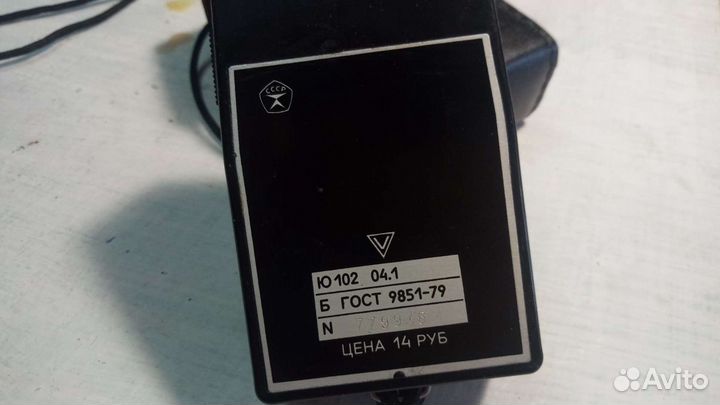 СССР
V
Ю102 04.1
Б ГОСТ 9851-79
N
ЦЕНА 14 РУБ
Avito